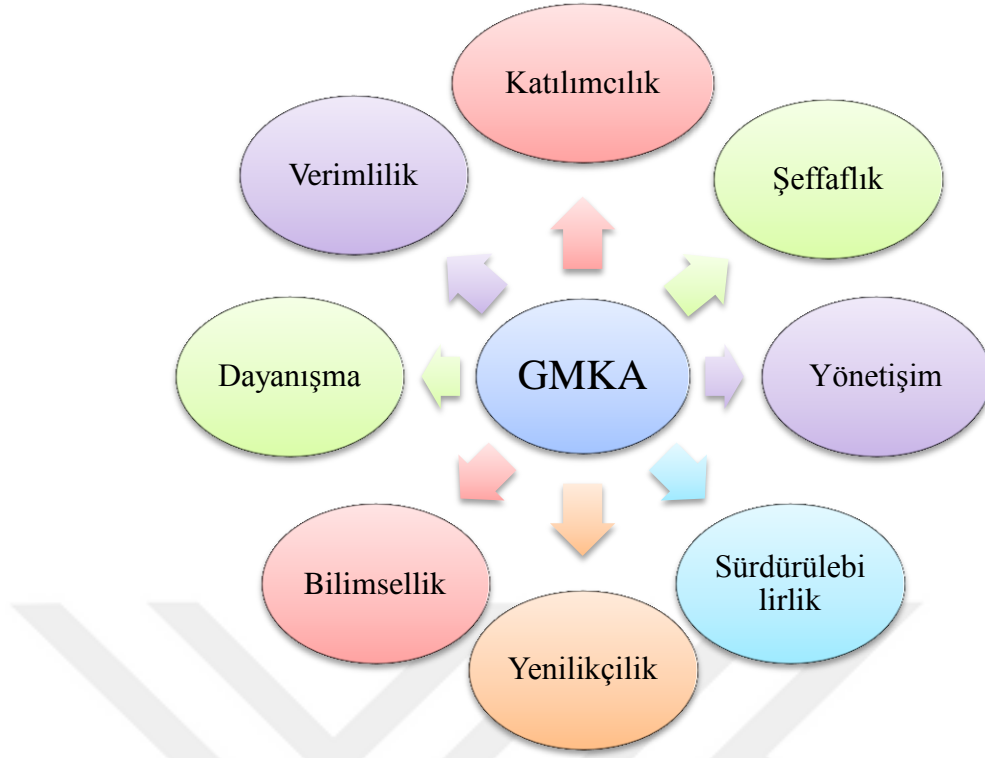 Katılımcılık
Verimlilik
Şeffaflık
Dayanışma
GMKA
Yönetişim
Bilimsellik
Sürdürülebi
lirlik
Yenilikçilik